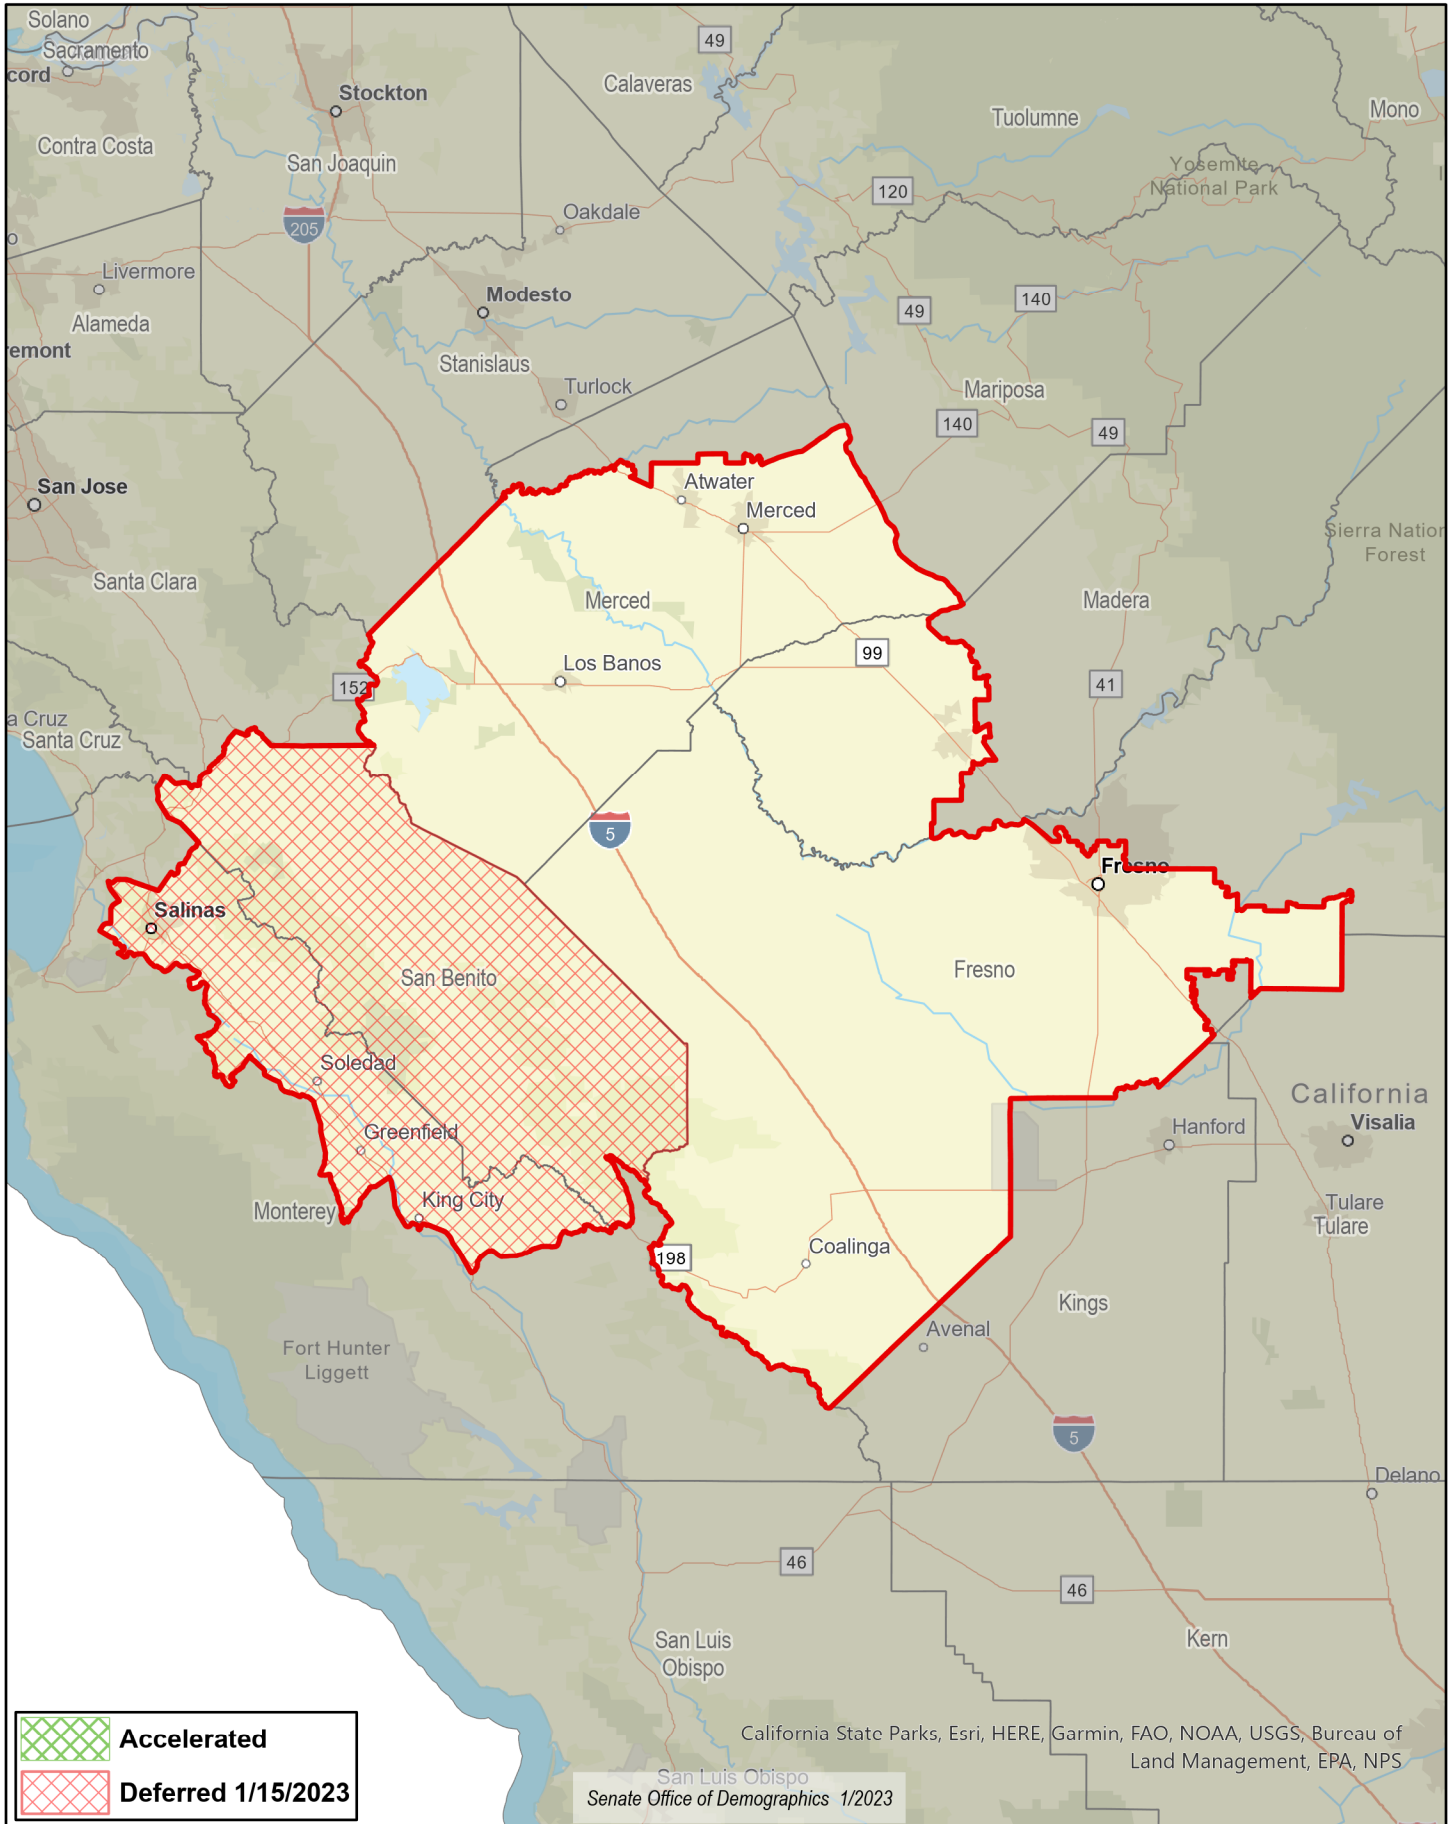 Solano
Sacramento
cord
Stockton
49
Calaveras
Tuolumne
Mono
Contra Costa
San Joaquin
Yosemite
National Park
120
205
Oakdale
o
Livermore
Modesto
49
140
Alameda
remont
Stanislaus
Turlock
Mariposa
140
49
San Jose
Atwater
Merced
Sierra Nation
Forest
Santa Clara
Merced
Madera
99
Los Banos
152
41
a Cruz
Santa Cruz
5
Fresno
Salinas
San Benito
Fresno
Soledad
California
Visalia
Hanford
Greenfield
King City
Monterey
Tulare
Tulare
Coalinga
198
Kings
Avenal
Fort Hunter
Liggett
5
Delano
46
46
San Luis
Obispo
Kern
Accelerated
Deferred 1/15/2023
California State Parks, Esri, HERE, Garmin, FAO, NOAA, USGS, Bureau of
Land Management, EPA, NPS
San Luis Obispo
Senate Office of Demographics 1/2023